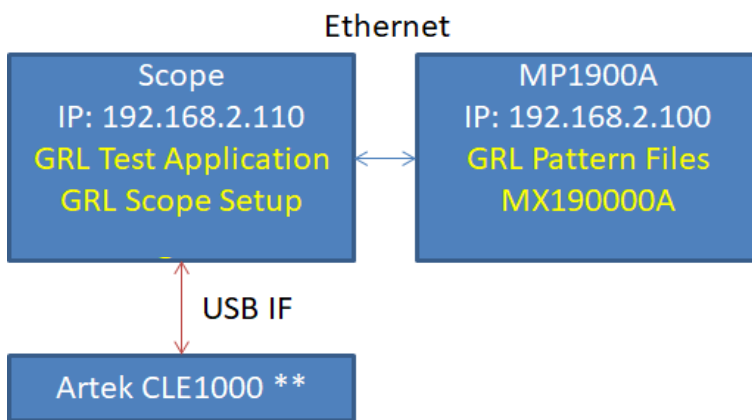 Ethernet
Scope
IP: 192.168.2.110
GRL Test Application
GRL Scope Setup
MP1900A
IP: 192.168.2.100
GRL Pattern Files
MX190000A
USB IF
Artek CLE1000 **